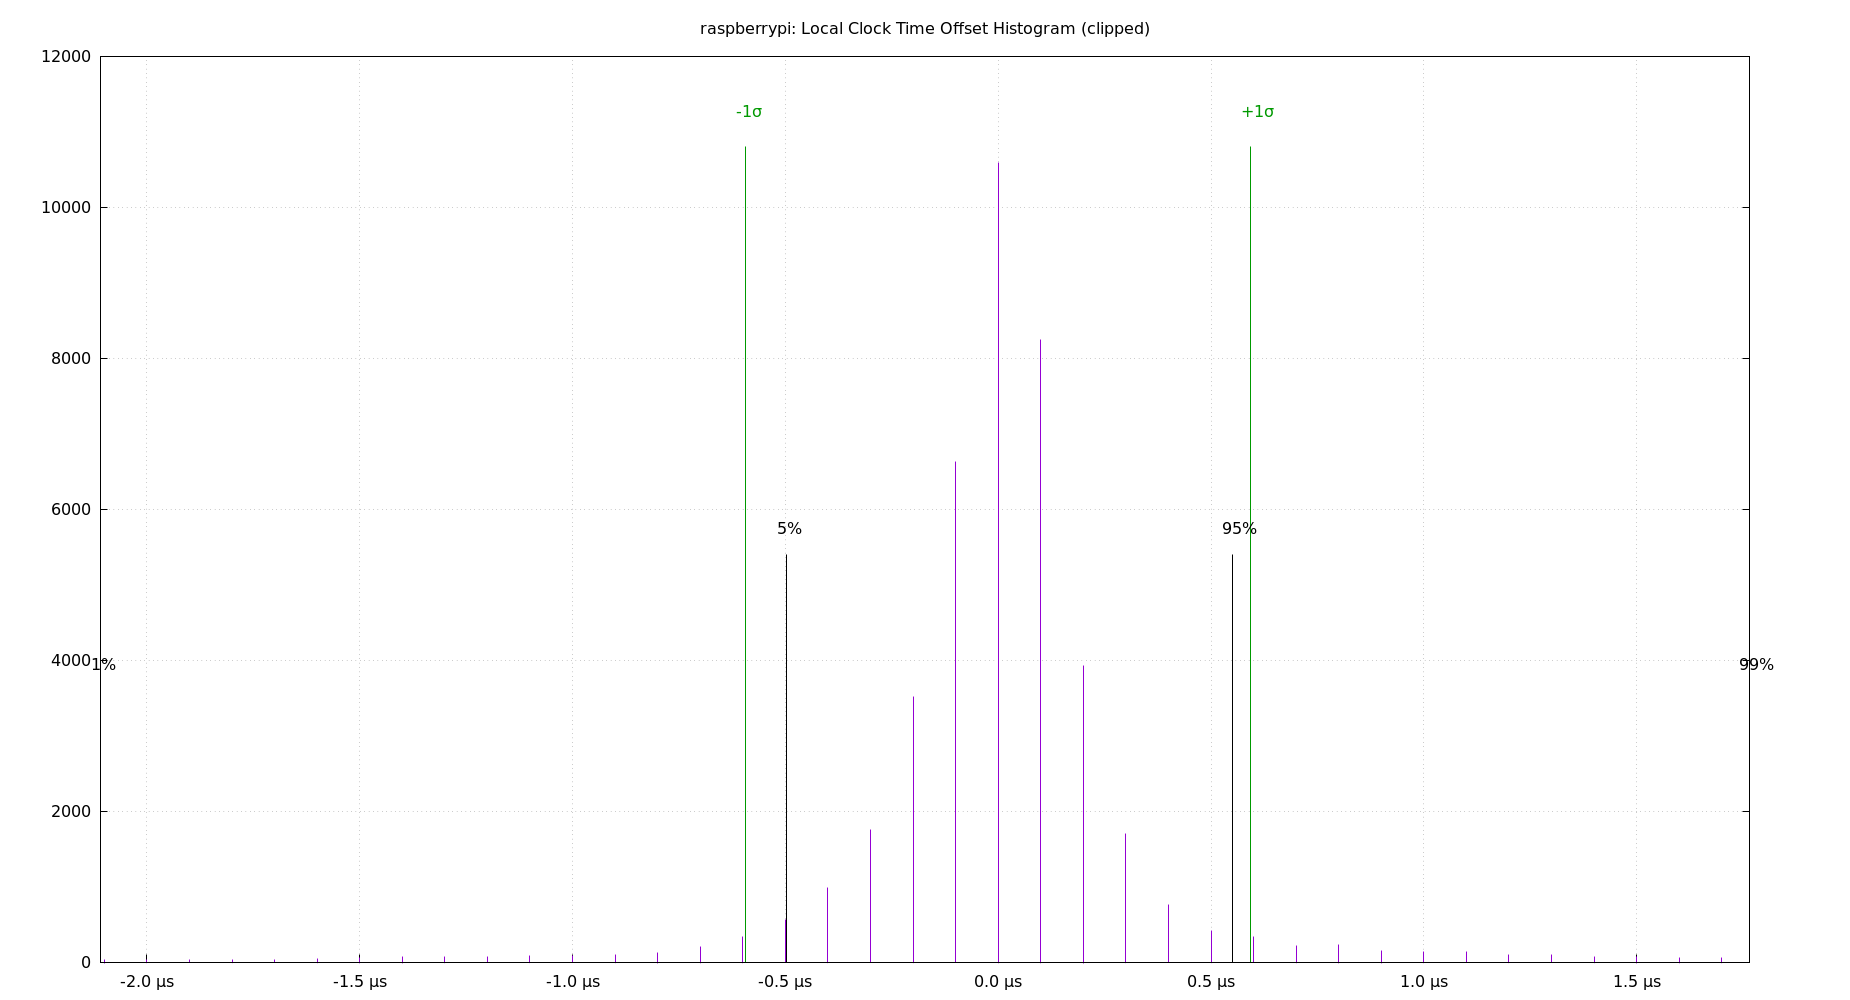 raspberrypi: Local Clock Time Offset Histogram (clipped)
12000
-1σ
+1σ
10000
8000
6000
5%
95%
4000
1%
99%
2000
0
-2.0 µs
-1.5 µs
-1.0 µs
-0.5 µs
0.0 µs
0.5 µs
1.0 µs
1.5 µs